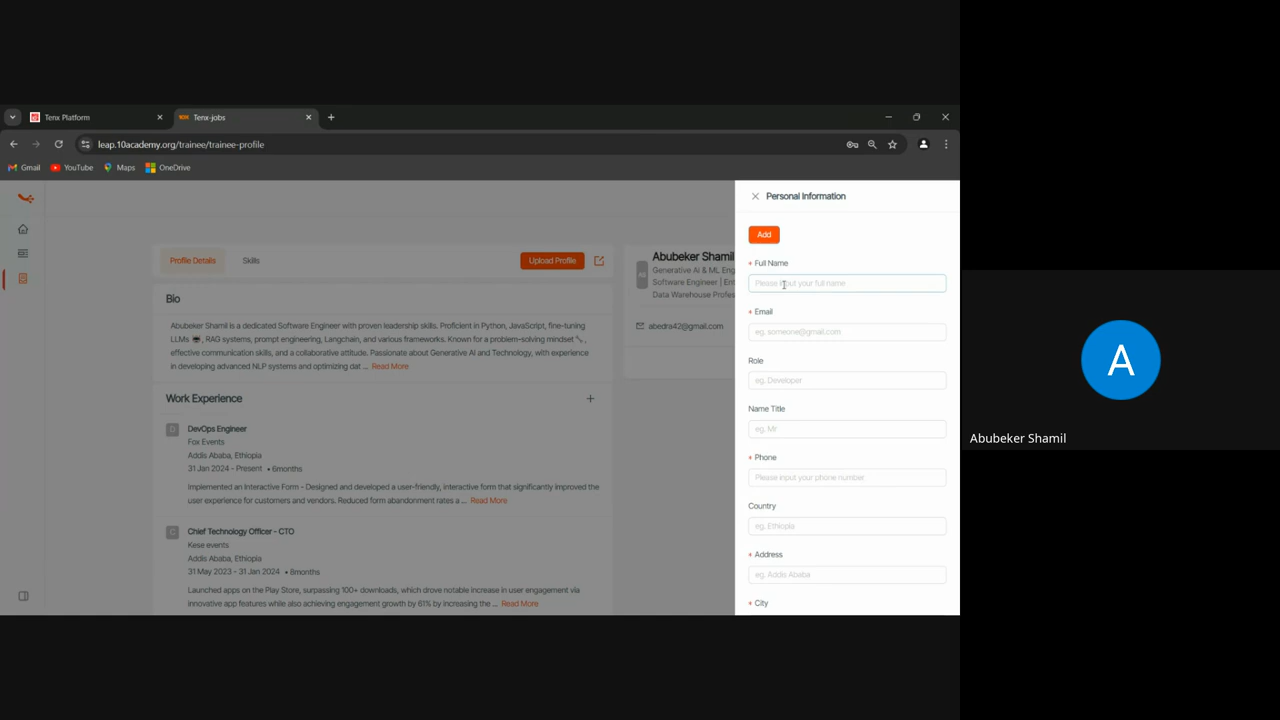 Tenx Platform
Tenx-jobs
leap.10academy.org/trainee/trainee-profile
Gmail
YouTube
Maps
OneDrive
Profile Details
Skills
Upload Profile
Bio
Abubeker Shamil is a dedicated Software Engineer with proven leadership skills. Proficient in Python, JavaScript, fine-tuning
LLMs, RAG systems, prompt engineering, Langchain, and various frameworks. Known for a problem-solving mindset,
effective communication skills, and a collaborative attitude. Passionate about Generative AI and Technology, with experience
in developing advanced NLP systems and optimizing dat ... Read More
Work Experience
DevOps Engineer
Fox Events
Addis Ababa, Ethiopia
31 Jan 2024 - Present • 6months
Implemented an Interactive Form - Designed and developed a user-friendly, interactive form that significantly improved the
user experience for customers and vendors. Reduced form abandonment rates a ... Read More
Chief Technology Officer - CTO
Kese events
Addis Ababa, Ethiopia
31 May 2023 - 31 Jan 2024 • 8months
Launched apps on the Play Store, surpassing 100+ downloads, which drove notable increase in user engagement via
innovative app features while also achieving engagement growth by 61% by increasing the ... Read More
Abubeker Shamil
Generative Ai & ML Eng
Software Engineer | Ent
Data Warehouse Profes
abedra42@gmail.com
Personal Information
Add
* Full Name
Please input your full name
* Email
eg. someone@gmail.com
Role
eg. Developer
Name Title
eg. Mr
* Phone
Please input your phone number
Country
eg. Ethiopia
* Address
eg. Addis Ababa
* City
A
Abubeker Shamil